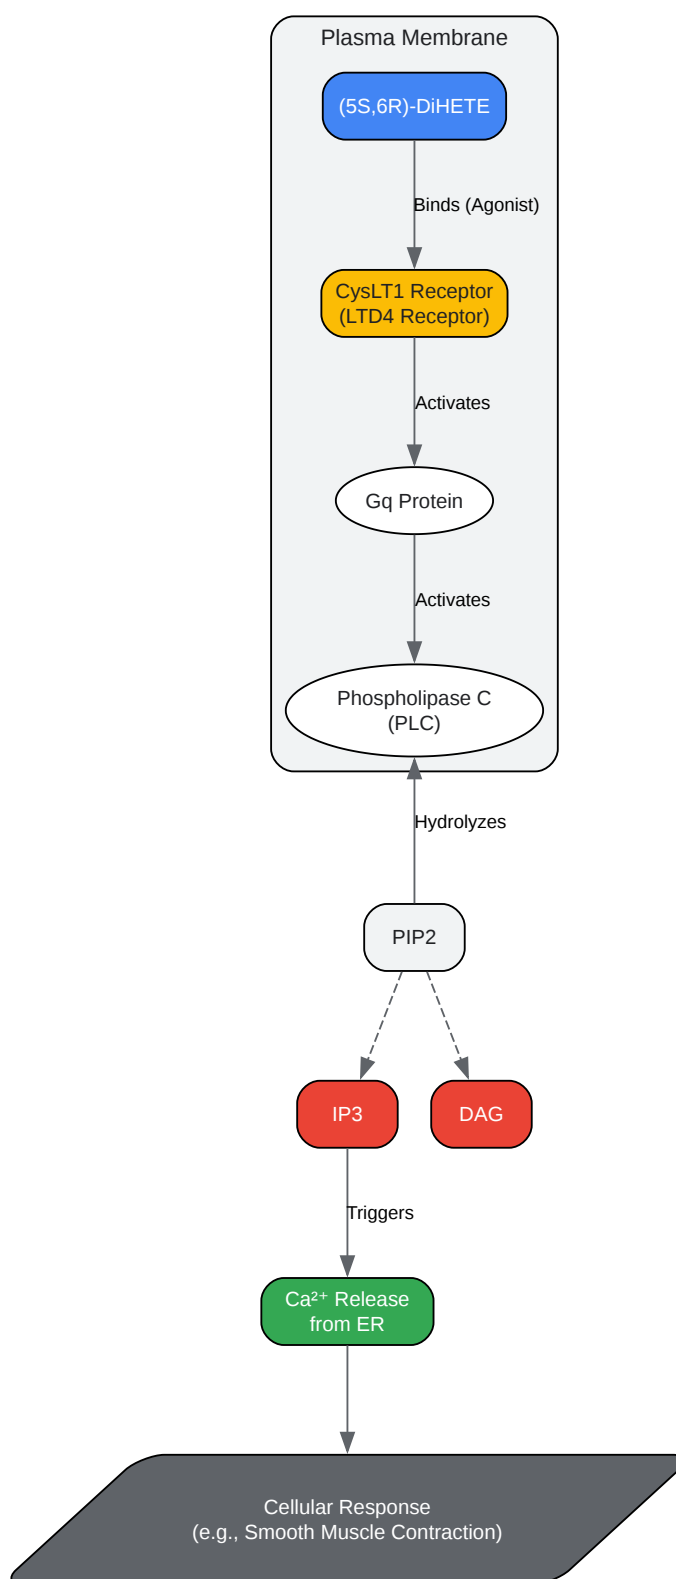 Plasma Membrane
(5S,6R)-DiHETE
Binds (Agonist)
CysLT1 Receptor
(LTD4 Receptor)
Activates
Gq Protein
Activates
Phospholipase C
(PLC)
Hydrolyzes
PIP2
IP3
DAG
Triggers
Ca²⁺ Release
from ER
Cellular Response
(e.g., Smooth Muscle Contraction)